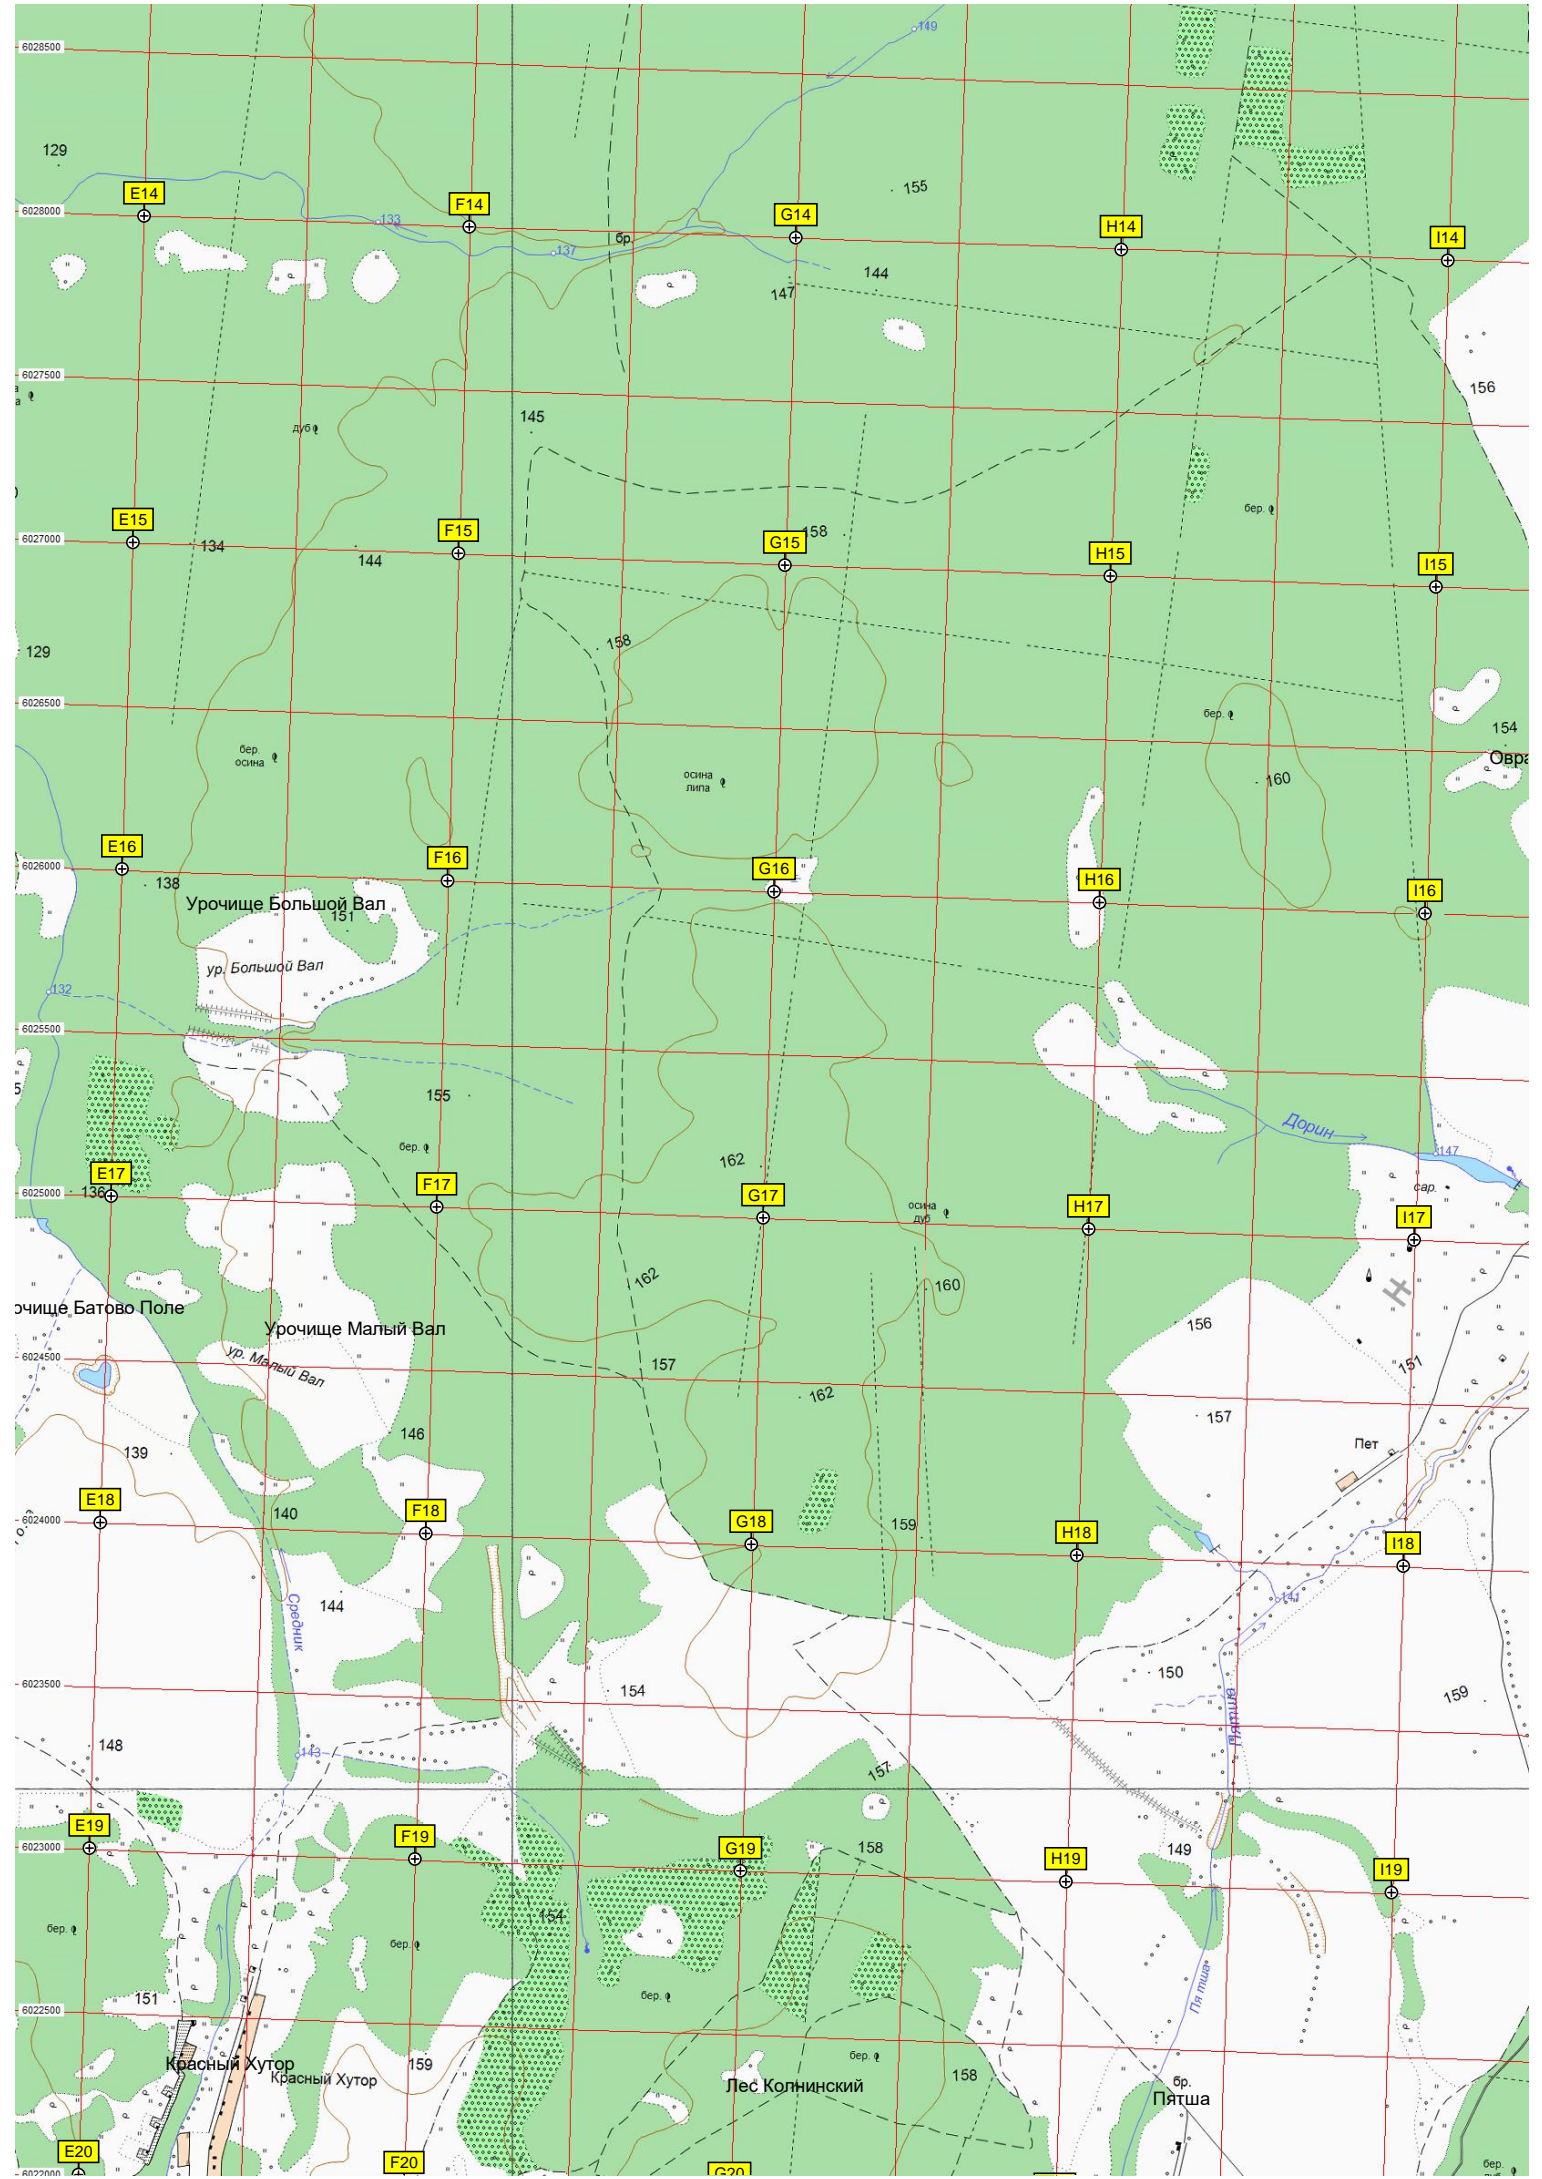 149
6028500
129
155
E14
F14
G14
H14
I14
6028000
133
бр.
137
144
147
156
6027500
145
дуб
бер.
158
E15
F15
G15
H15
I15
6027000
134
144
158
129
6026500
бер.
154
бер.
осина
Овра
осина
липа
160
E16
F16
G16
H16
I16
6026000
138
Урочище Большой Вал
151
ур. Большой Вал
132
6025500
155
Дорин
бер.
147
162
E17
F17
G17
H17
I17
136
6025000
сар.
осина
дуб
162
160
Н
очище Батово Поле
Урочище Малый Вал
156
ур. Малый Вал
6024500
157
151
162
157
146
Пет
139
E18
F18
G18
H18
I18
140
6024000
159
141
Средник
144
150
154
159
6023500
Пятша
148
143
157
E19
F19
G19
H19
I19
6023000
158
149
154
бер.
бер.
Пятша
151
бер.
6022500
Красный Хутор
159
бер.
Красный Хутор
158
бр.
Лес Колнинский
Пятша
E20
F20
G20
бер.
6022000